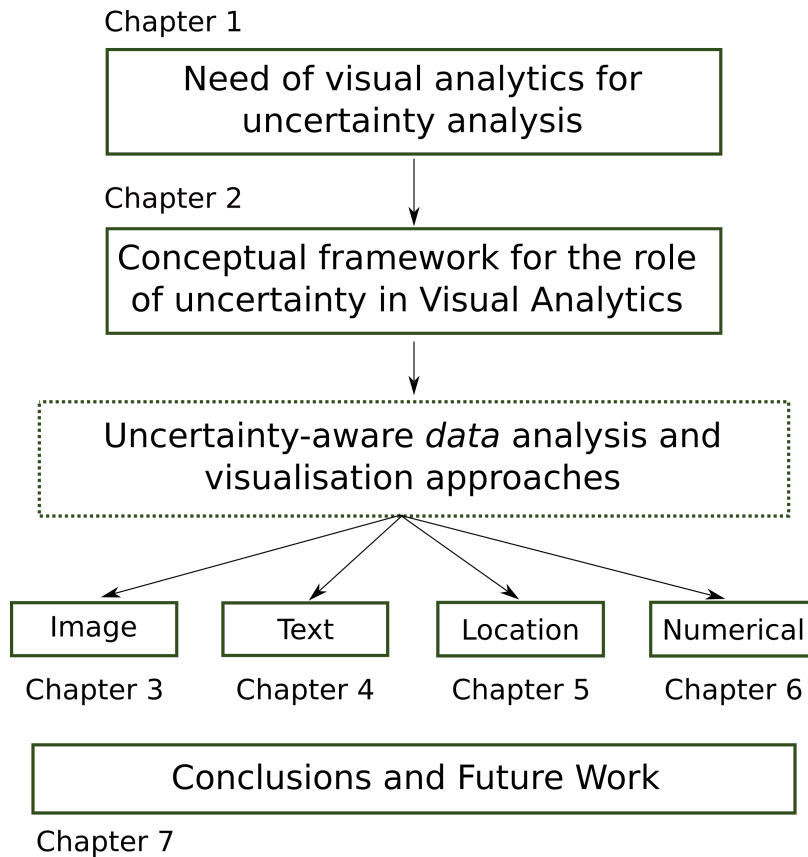 Chapter 1
Need of visual analytics for
uncertainty analysis
Chapter 2
Conceptual framework for the role
of uncertainty in Visual Analytics
Uncertainty-aware data analysis and
visualisation approaches
Image
Text
Location
Numerical
Chapter 3
Chapter 4
Chapter 5
Chapter 6
Conclusions and Future Work
Chapter 7